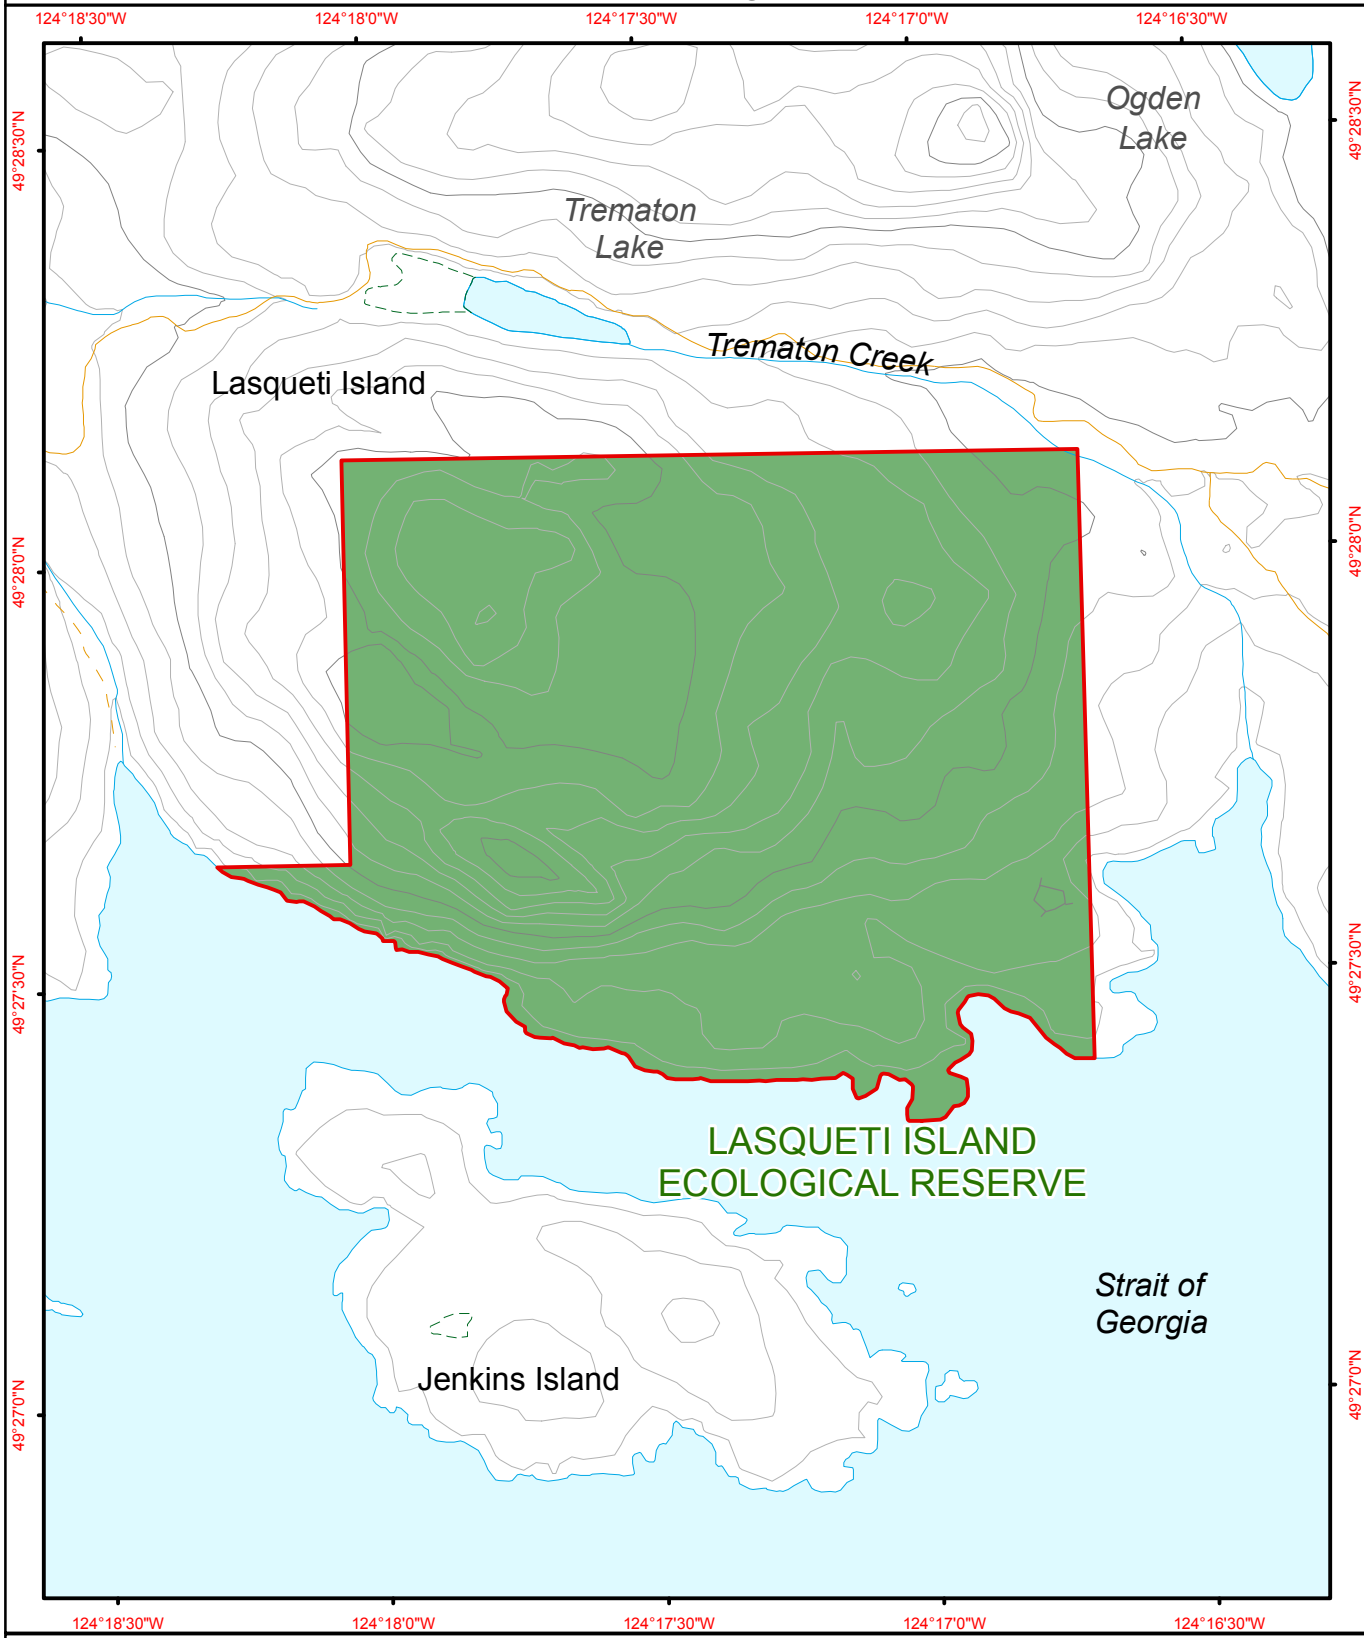 124°18'30"W
124°18'0"W
124°17'30"W
124°17'0"W
124°16'30"W
49°28'30"N
49°28'30"N
Ogden
Lake
Trematon
Lake
Trematon Creek
Lasqueti Island
49°28'0"N
49°28'0"N
49°27'30"N
49°27'30"N
LASQUETI ISLAND
ECOLOGICAL RESERVE
Strait of
Georgia
Jenkins Island
49°27'0"N
49°27'0"N
124°18'30"W
124°18'0"W
124°17'30"W
124°17'0"W
124°16'30"W